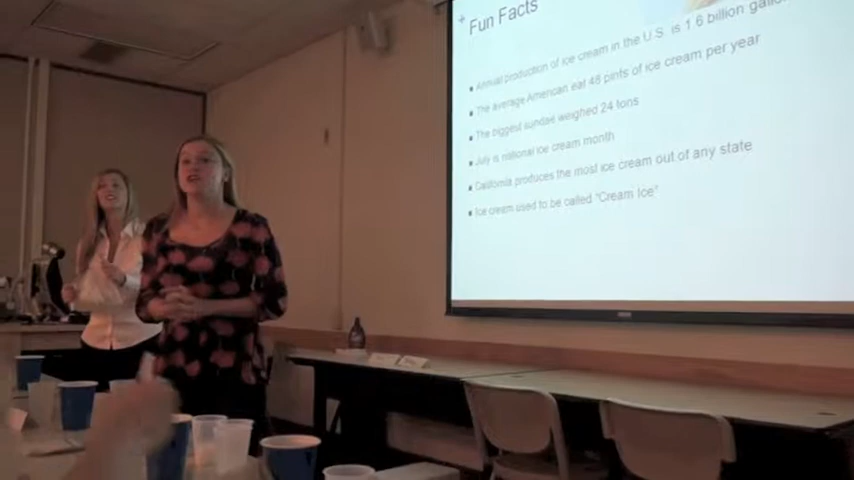 Fun Facts
Annual production of ice cream in the U.S. is 1.6 billion gallons
The average American eat 48 pints of ice cream per year
The biggest sundae weighed 24 tons
July is national ice cream month
California produces the most ice cream out of any state
Ice cream used to be called “Cream Ice”